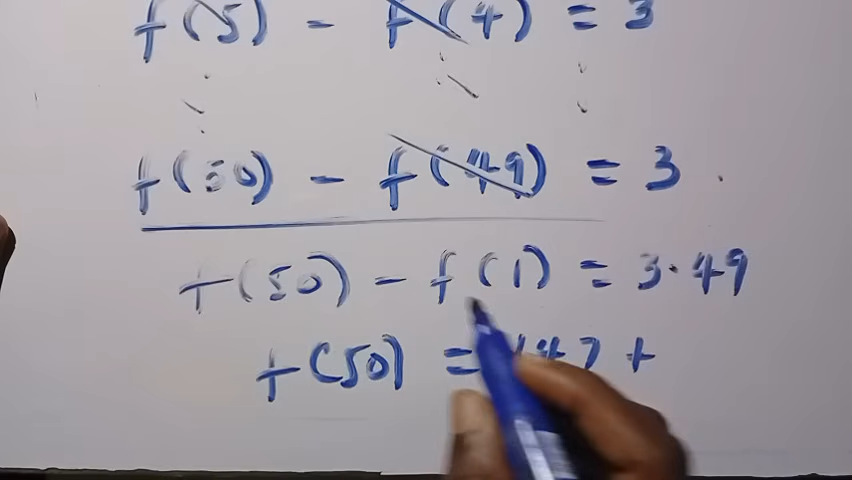 f(5) - f(4) = 3
f(50) - f(49) = 3
f(50) - f(1) = 3.49
f(50) = 147 +